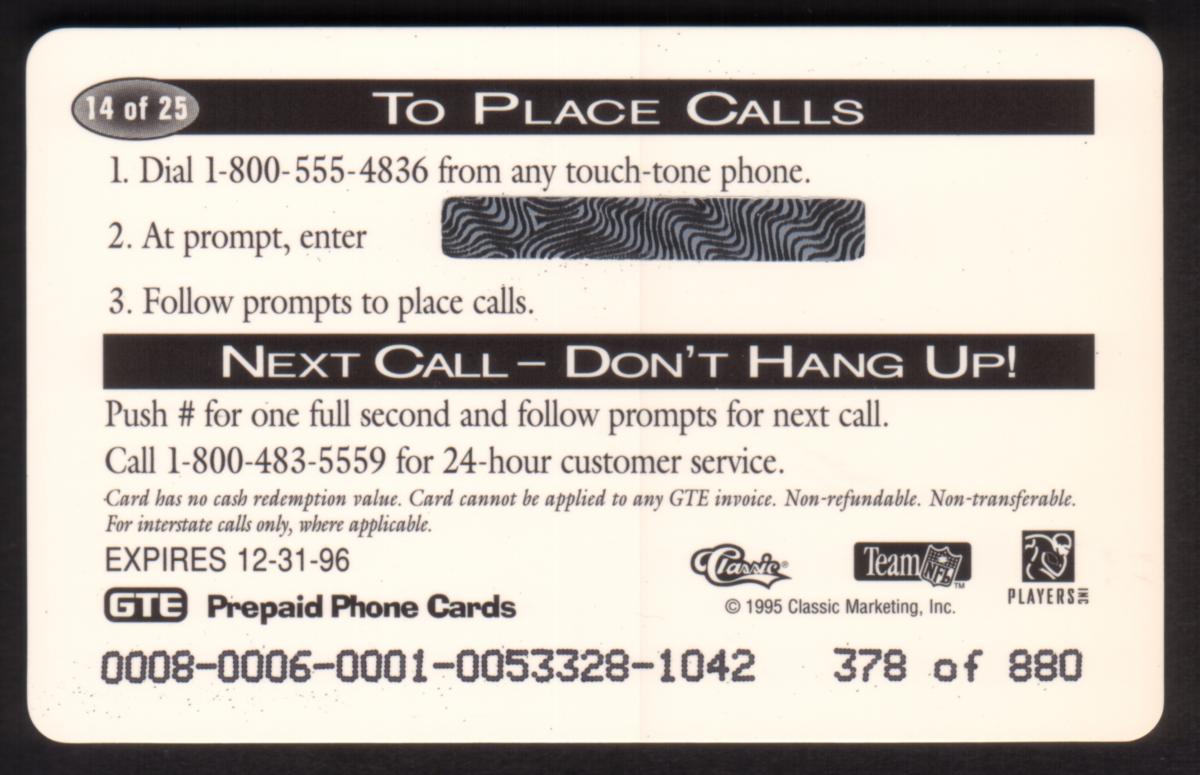 14 of 25
TO PLACE CALLS
1. Dial 1-800-555-4836 from any touch-tone phone.
2. At prompt, enter
3. Follow prompts to place calls.
NEXT CALL – DON'T HANG UP!
Push # for one full second and follow prompts for next call.
Call 1-800-483-5559 for 24-hour customer service.
Card has no cash redemption value. Card cannot be applied to any GTE invoice. Non-refundable. Non-transferable.
For interstate calls only, where applicable.
EXPIRES 12-31-96
Classic®
Team NFL™
PLAYERS INC
GTE Prepaid Phone Cards
© 1995 Classic Marketing, Inc.
0008-0006-0001-0053328-1042 378 of 880